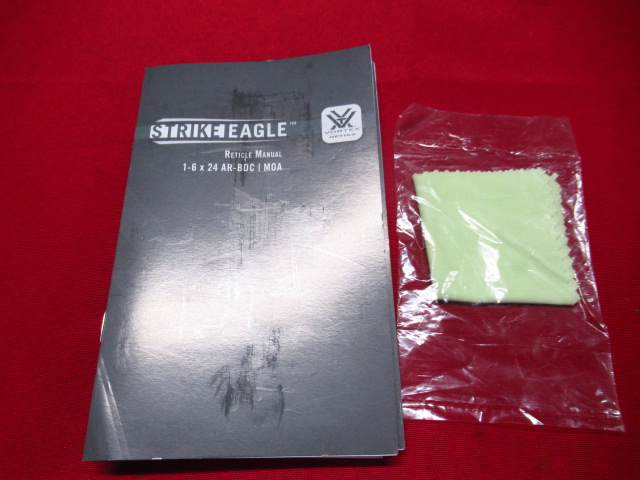 STRIKE EAGLE™
VORTEX
OPTICS
RETICLE MANUAL
1-6 X 24 AR-BDC | MOA